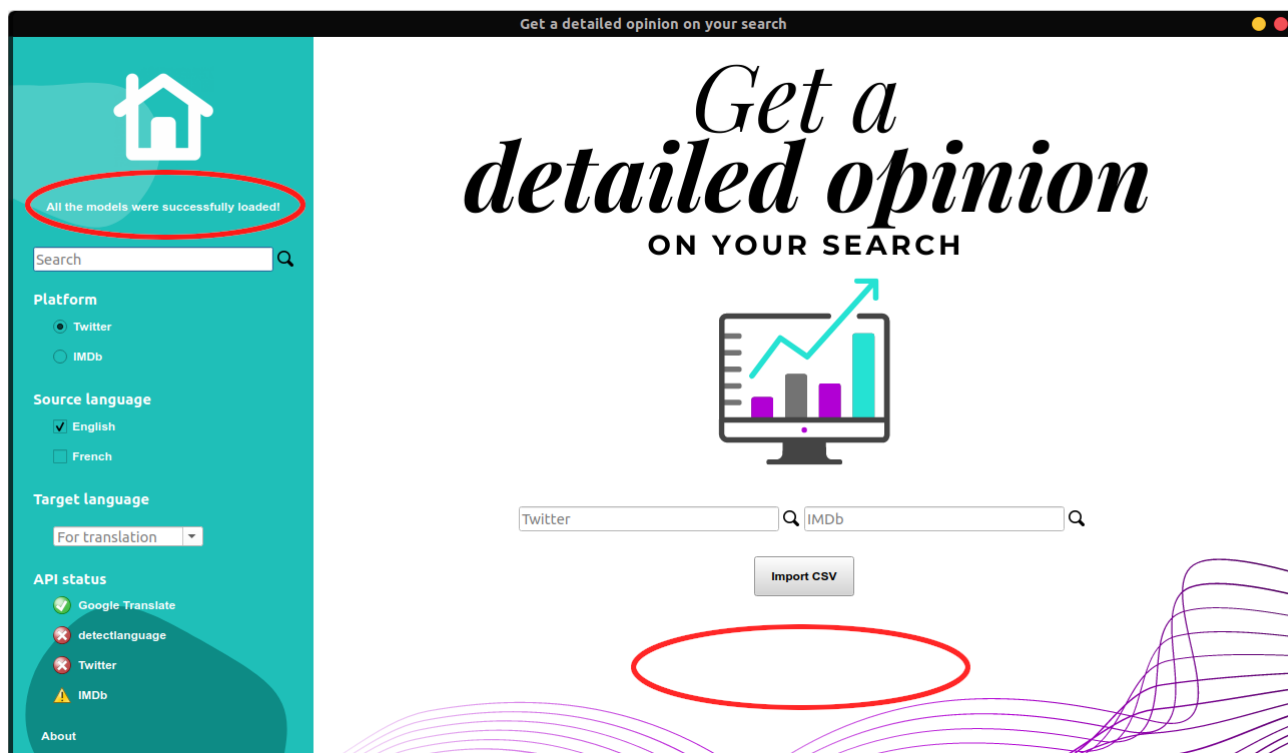 Get a detailed opinion on your search
All the models were successfully loaded!
Search
Platform
Twitter
IMDb
Source language
English
French
Target language
For translation
API status
Google Translate
detectlanguage
Twitter
IMDb
About
Get a
detailed opinion
ON YOUR SEARCH
Twitter
IMDb
Import CSV